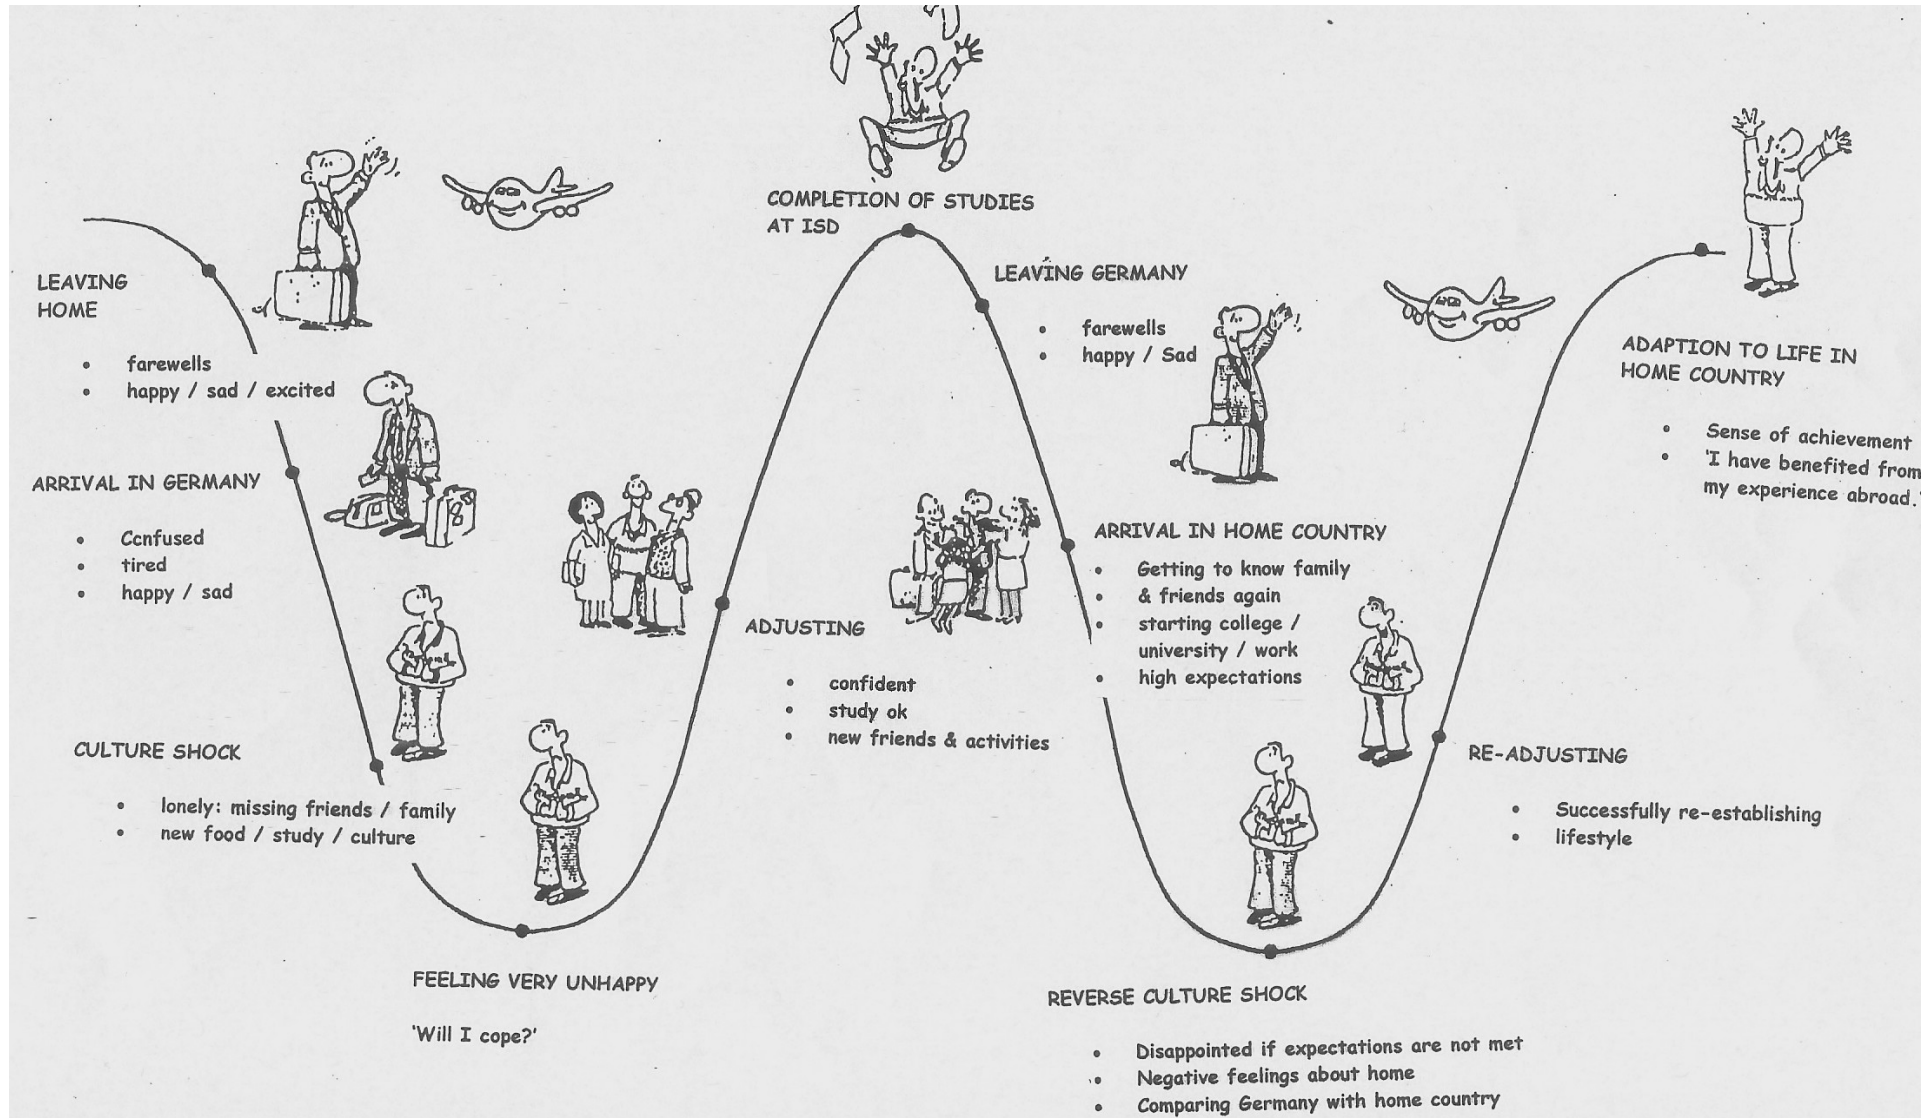 LEAVING
HOME
• farewells
• happy / sad / excited
ARRIVAL IN GERMANY
• Ccnfused
• tired
• happy / sad
CULTURE SHOCK
• lonely: missing friends / family
• new food / study / culture
FEELING VERY UNHAPPY
'Will I cope?'
ADJUSTING
• confident
• study ok
• new friends & activities
COMPLETION OF STUDIES
AT ISD
LEAVING GERMANY
• farewells
• happy / Sad
ARRIVAL IN HOME COUNTRY
• Getting to know family
• & friends again
• starting college /
university / work
• high expectations
REVERSE CULTURE SHOCK
• Disappointed if expectations are not met
• Negative feelings about home
• Comparing Germany with home country
RE-ADJUSTING
• Successfully re-establishing
• lifestyle
ADAPTION TO LIFE IN
HOME COUNTRY
• Sense of achievement
• 'I have benefited from
my experience abroad.'